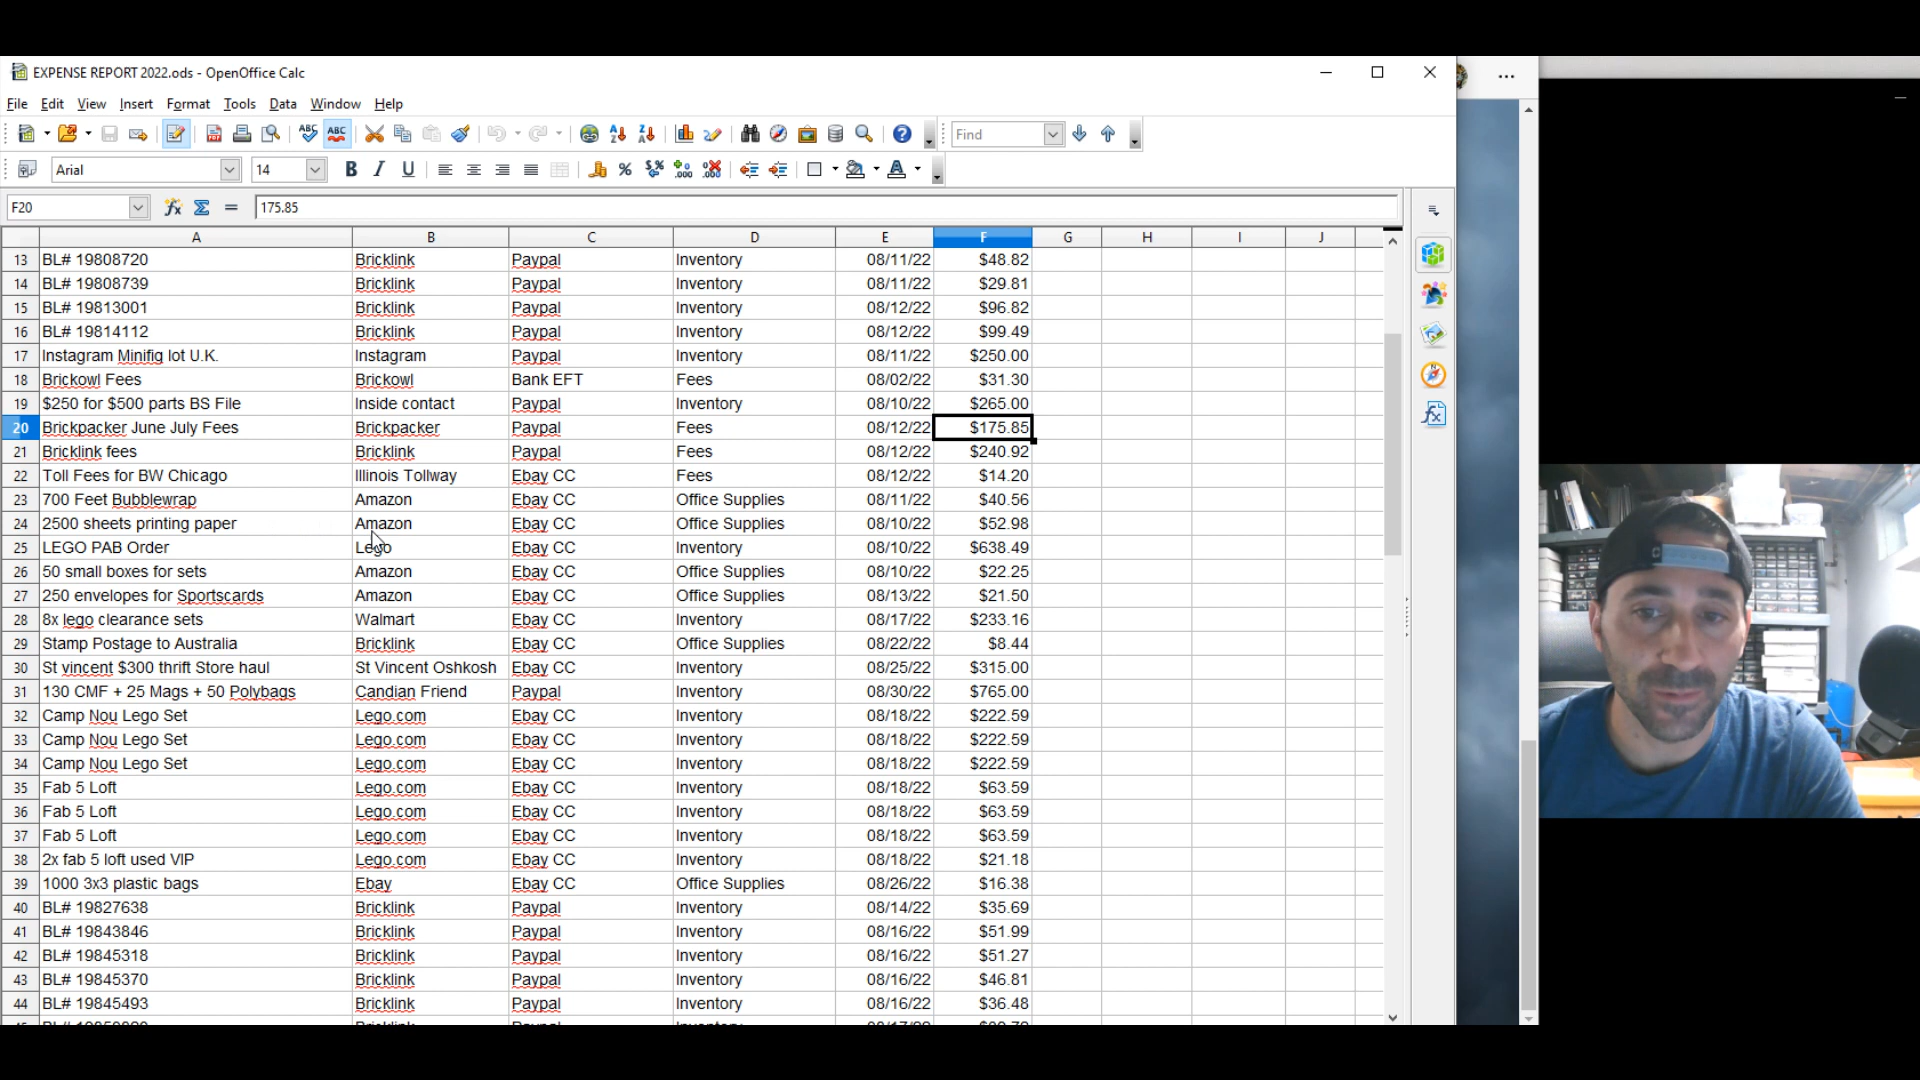 EXPENSE REPORT 2022.ods - OpenOffice Calc
File Edit View Insert Format Tools Data Window Help
Find
Arial 14
F20 175.85
A B C D E F G H I J
13 BL# 19808720 Bricklink Paypal Inventory 08/11/22 $48.82
14 BL# 19808739 Bricklink Paypal Inventory 08/11/22 $29.81
15 BL# 19813001 Bricklink Paypal Inventory 08/12/22 $96.82
16 BL# 19814112 Bricklink Paypal Inventory 08/12/22 $99.49
17 Instagram Minifig lot U.K. Instagram Paypal Inventory 08/11/22 $250.00
18 Brickowl Fees Brickowl Bank EFT Fees 08/02/22 $31.30
19 $250 for $500 parts BS File Inside contact Paypal Inventory 08/10/22 $265.00
20 Brickpacker June July Fees Brickpacker Paypal Fees 08/12/22 $175.85
21 Bricklink fees Bricklink Paypal Fees 08/12/22 $240.92
22 Toll Fees for BW Chicago Illinois Tollway Ebay CC Fees 08/12/22 $14.20
23 700 Feet Bubblewrap Amazon Ebay CC Office Supplies 08/11/22 $40.56
24 2500 sheets printing paper Amazon Ebay CC Office Supplies 08/10/22 $52.98
25 LEGO PAB Order Lego Ebay CC Inventory 08/10/22 $638.49
26 50 small boxes for sets Amazon Ebay CC Office Supplies 08/10/22 $22.25
27 250 envelopes for Sportscards Amazon Ebay CC Office Supplies 08/13/22 $21.50
28 8x lego clearance sets Walmart Ebay CC Inventory 08/17/22 $233.16
29 Stamp Postage to Australia Bricklink Ebay CC Office Supplies 08/22/22 $8.44
30 St vincent $300 thrift Store haul St Vincent Oshkosh Ebay CC Inventory 08/25/22 $315.00
31 130 CMF + 25 Mags + 50 Polybags Candian Friend Paypal Inventory 08/30/22 $765.00
32 Camp Nou Lego Set Lego.com Ebay CC Inventory 08/18/22 $222.59
33 Camp Nou Lego Set Lego.com Ebay CC Inventory 08/18/22 $222.59
34 Camp Nou Lego Set Lego.com Ebay CC Inventory 08/18/22 $222.59
35 Fab 5 Loft Lego.com Ebay CC Inventory 08/18/22 $63.59
36 Fab 5 Loft Lego.com Ebay CC Inventory 08/18/22 $63.59
37 Fab 5 Loft Lego.com Ebay CC Inventory 08/18/22 $63.59
38 2x fab 5 loft used VIP Lego.com Ebay CC Inventory 08/18/22 $21.18
39 1000 3x3 plastic bags Ebay Ebay CC Office Supplies 08/26/22 $16.38
40 BL# 19827638 Bricklink Paypal Inventory 08/14/22 $35.69
41 BL# 19843846 Bricklink Paypal Inventory 08/16/22 $51.99
42 BL# 19845318 Bricklink Paypal Inventory 08/16/22 $51.27
43 BL# 19845370 Bricklink Paypal Inventory 08/16/22 $46.81
44 BL# 19845493 Bricklink Paypal Inventory 08/16/22 $36.48